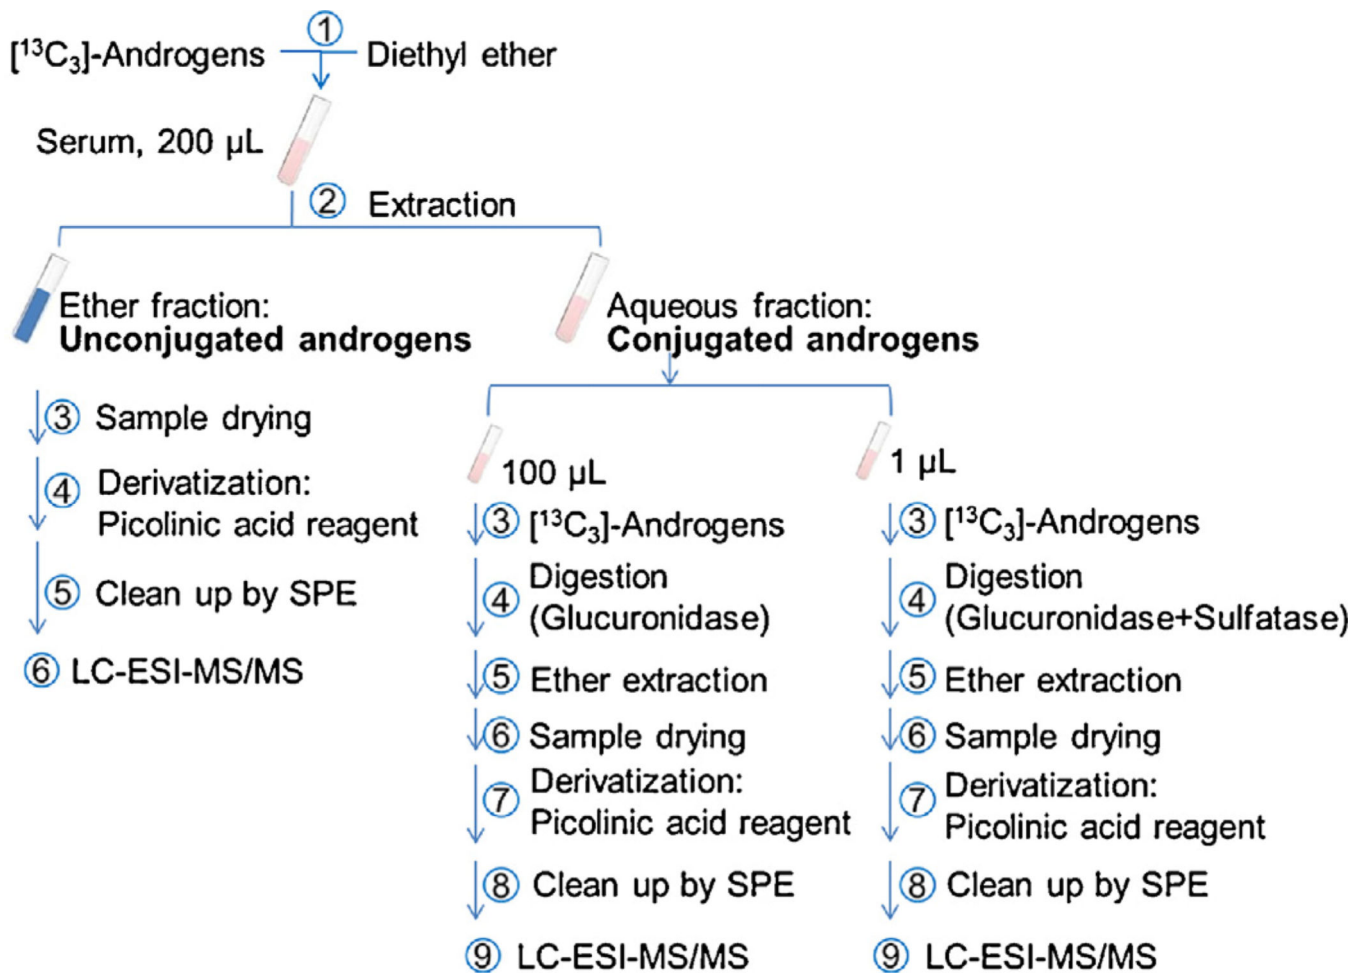 ①
[¹³C₃]-Androgens Diethyl ether
Serum, 200 µL
② Extraction
Ether fraction:
Unconjugated androgens
③ Sample drying
④ Derivatization:
Picolinic acid reagent
⑤ Clean up by SPE
⑥ LC-ESI-MS/MS
Aqueous fraction:
Conjugated androgens
100 µL
③ [¹³C₃]-Androgens
④ Digestion
(Glucuronidase)
⑤ Ether extraction
⑥ Sample drying
⑦ Derivatization:
Picolinic acid reagent
⑧ Clean up by SPE
⑨ LC-ESI-MS/MS
1 µL
③ [¹³C₃]-Androgens
④ Digestion
(Glucuronidase+Sulfatase)
⑤ Ether extraction
⑥ Sample drying
⑦ Derivatization:
Picolinic acid reagent
⑧ Clean up by SPE
⑨ LC-ESI-MS/MS